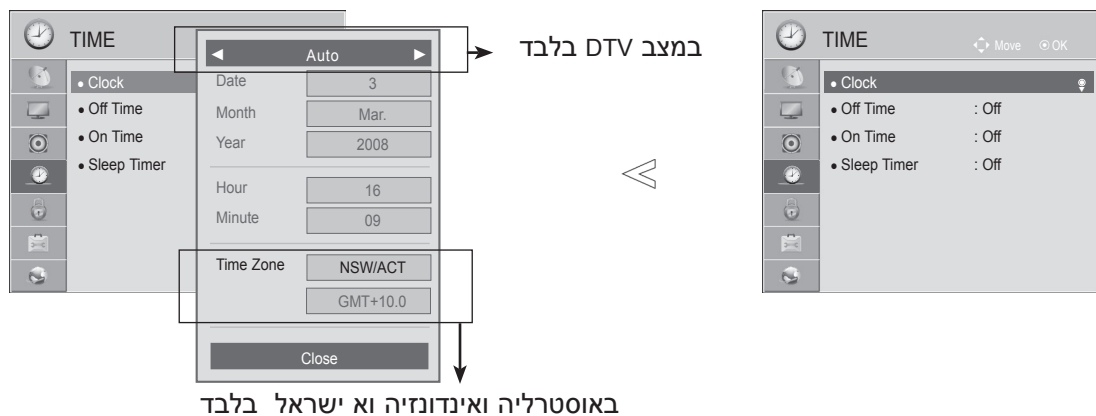 TIME
Auto
במצב DTV בלבד
Clock
Off Time
On Time
Sleep Timer
Date 3
Month Mar.
Year 2008
Hour 16
Minute 09
Time Zone NSW/ACT
GMT+10.0
Close
באוסטרליה ואינדונזיה וא ישראל בלבד
TIME Move OK
Clock
Off Time : Off
On Time : Off
Sleep Timer : Off